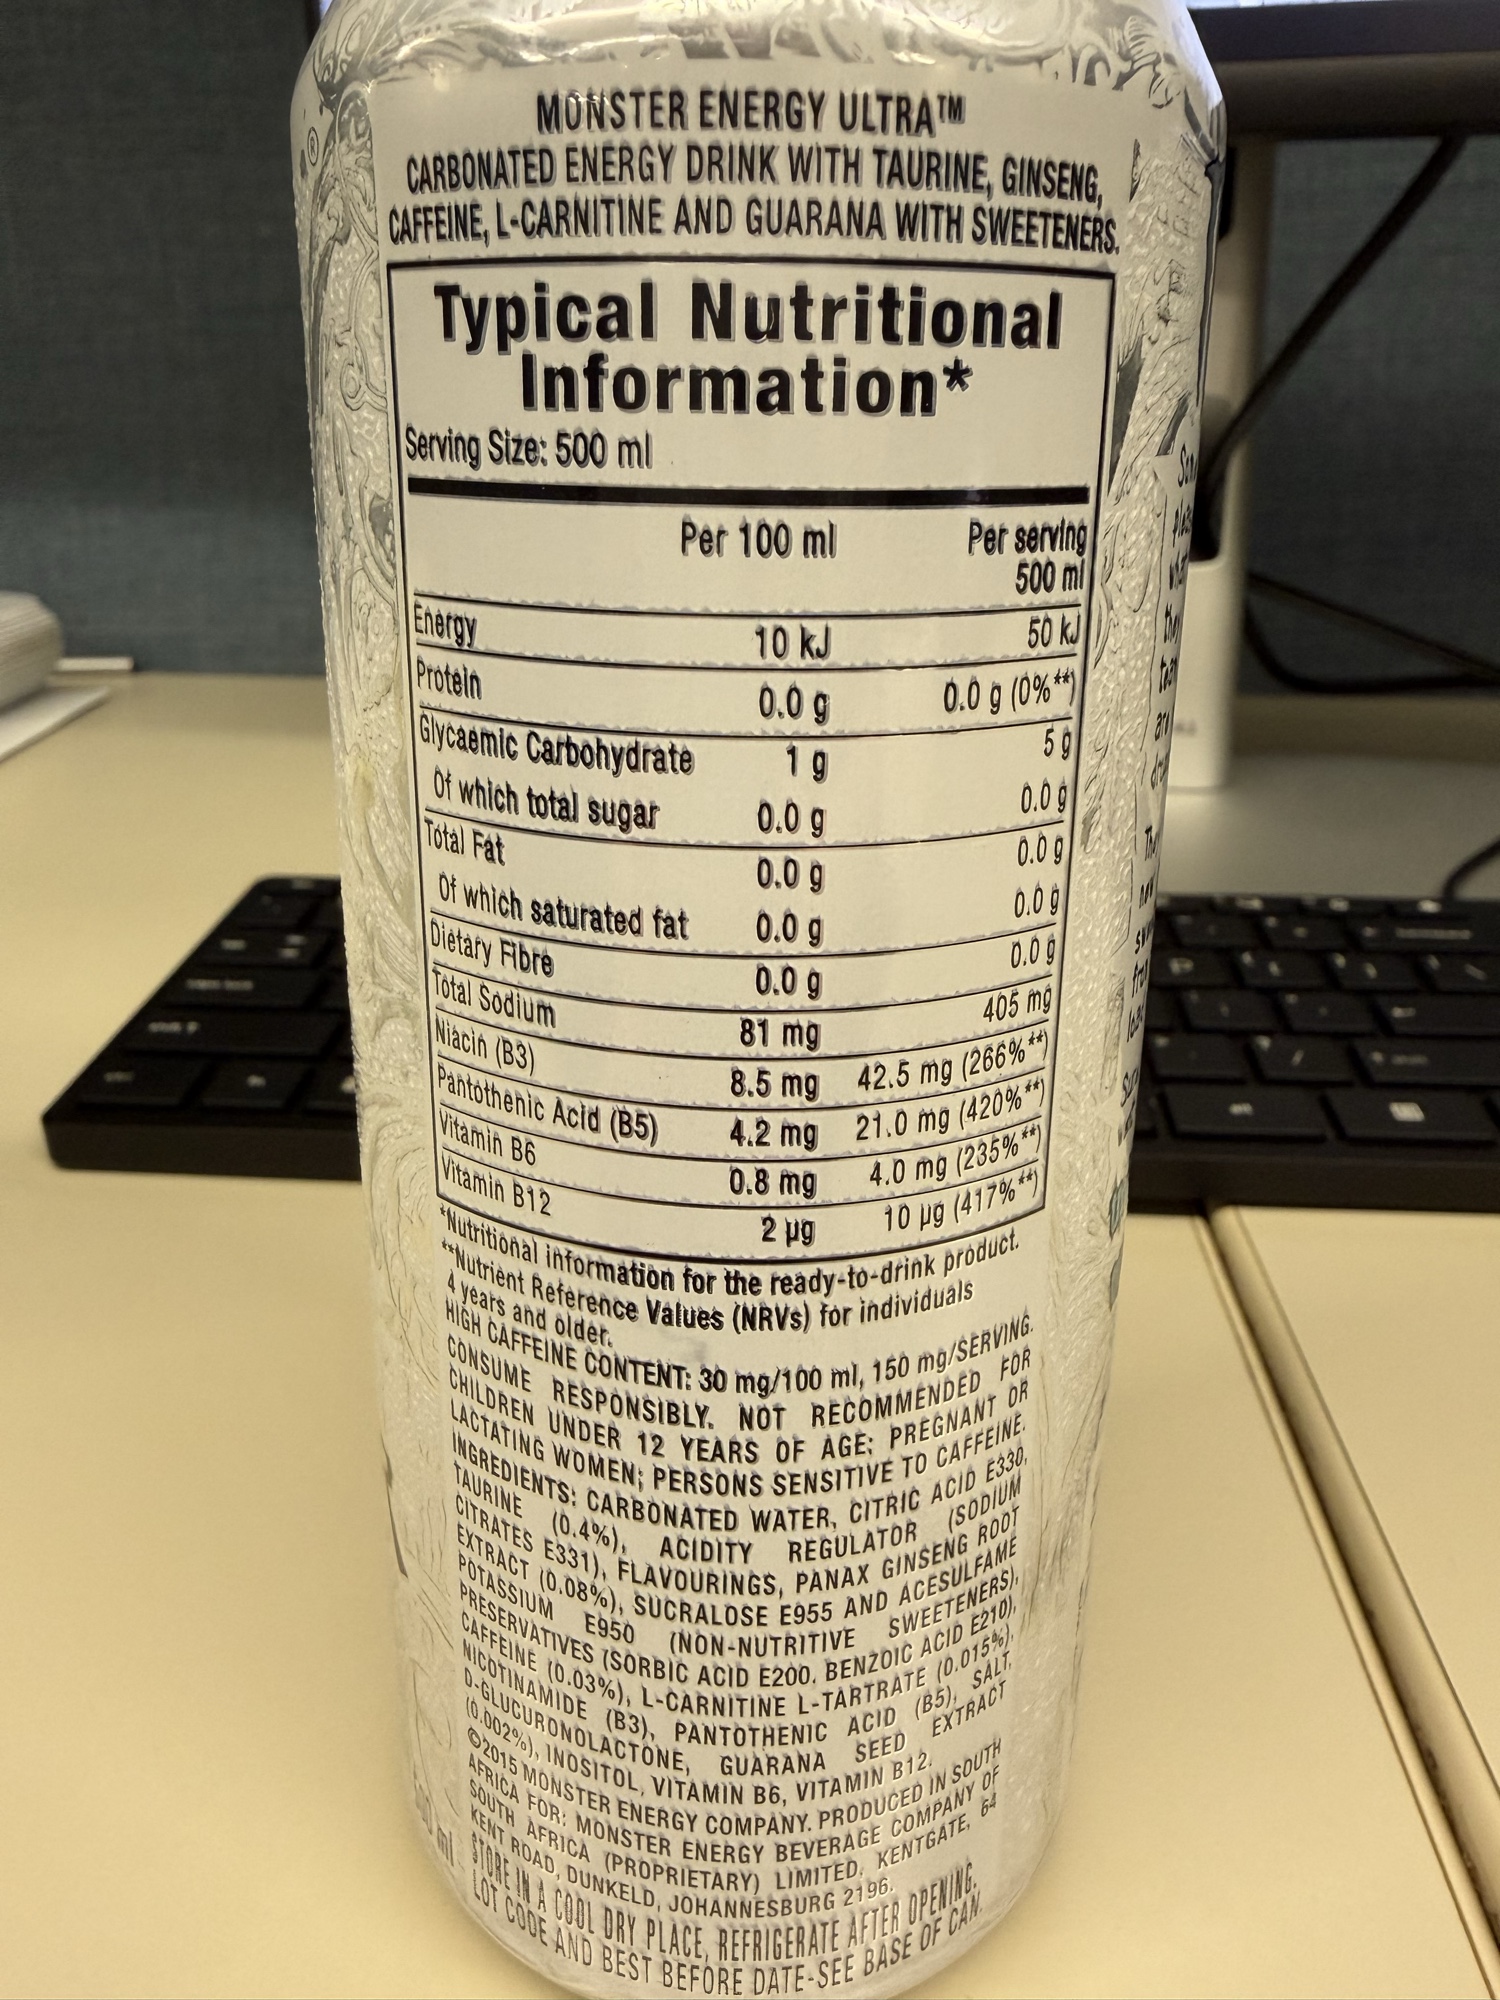 MONSTER ENERGY ULTRA™
CARBONATED ENERGY DRINK WITH TAURINE, GINSENG,
CAFFEINE, L-CARNITINE AND GUARANA WITH SWEETENERS.
Typical Nutritional
Information*
Serving Size: 500 ml
Per 100 ml Per serving
500 ml
Energy 10 kJ 50 kJ
Protein 0.0 g 0.0 g (0%**)
Glycaemic Carbohydrate 1 g 5 g
Of which total sugar 0.0 g 0.0 g
Total Fat 0.0 g 0.0 g
Of which saturated fat 0.0 g 0.0 g
Dietary Fibre 0.0 g 0.0 g
Total Sodium 81 mg 405 mg
Niacin (B3) 8.5 mg 42.5 mg (266%**)
Pantothenic Acid (B5) 4.2 mg 21.0 mg (420%**)
Vitamin B6 0.8 mg 4.0 mg (235%**)
Vitamin B12 2 µg 10 µg (417%**)
*Nutritional information for the ready-to-drink product.
**Nutrient Reference Values (NRVs) for individuals
4 years and older.
HIGH CAFFEINE CONTENT: 30 mg/100 ml, 150 mg/SERVING.
CONSUME RESPONSIBLY. NOT RECOMMENDED FOR
CHILDREN UNDER 12 YEARS OF AGE; PREGNANT OR
LACTATING WOMEN; PERSONS SENSITIVE TO CAFFEINE.
INGREDIENTS: CARBONATED WATER, CITRIC ACID E330,
TAURINE (0.4%), ACIDITY REGULATOR (SODIUM
CITRATES E331), FLAVOURINGS, PANAX GINSENG ROOT
EXTRACT (0.08%), SUCRALOSE E955 AND ACESULFAME
POTASSIUM E950 (NON-NUTRITIVE SWEETENERS),
PRESERVATIVES (SORBIC ACID E200, BENZOIC ACID E210),
CAFFEINE (0.03%), L-CARNITINE L-TARTRATE (0.015%),
NICOTINAMIDE (B3), PANTOTHENIC ACID (B5), SALT,
D-GLUCURONOLACTONE, GUARANA SEED EXTRACT
(0.002%), INOSITOL, VITAMIN B6, VITAMIN B12.
©2015 MONSTER ENERGY COMPANY. PRODUCED IN SOUTH
AFRICA FOR: MONSTER ENERGY BEVERAGE COMPANY OF
SOUTH AFRICA (PROPRIETARY) LIMITED, KENTGATE, 64
KENT ROAD, DUNKELD, JOHANNESBURG 2196.
STORE IN A COOL DRY PLACE, REFRIGERATE AFTER OPENING.
LOT CODE AND BEST BEFORE DATE-SEE BASE OF CAN.
ml